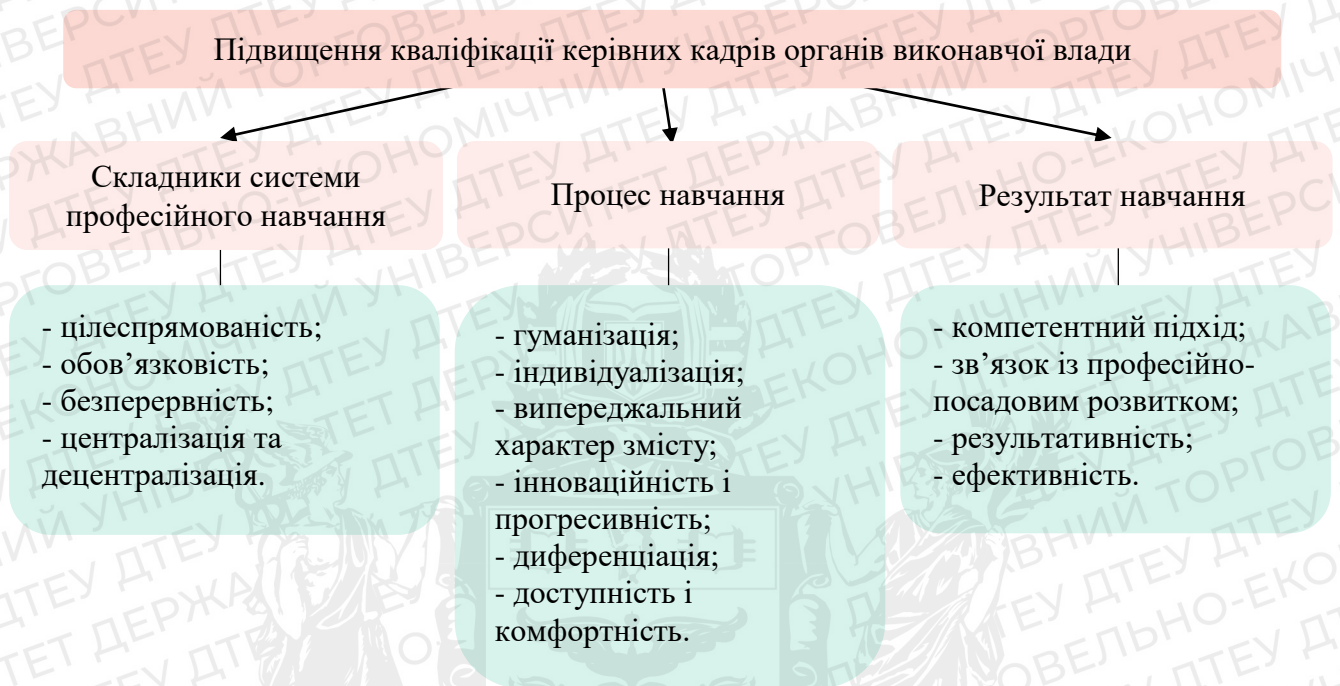 Підвищення кваліфікації керівних кадрів органів виконавчої влади
Складники системи
професійного навчання
Процес навчання
Результат навчання
- цілеспрямованість;
- обов’язковість;
- безперервність;
- централізація та
децентралізація.
- гуманізація;
- індивідуалізація;
- випереджальний
характер змісту;
- інноваційність і
прогресивність;
- диференціація;
- доступність і
комфортність.
- компетентний підхід;
- зв’язок із професійно-
посадовим розвитком;
- результативність;
- ефективність.